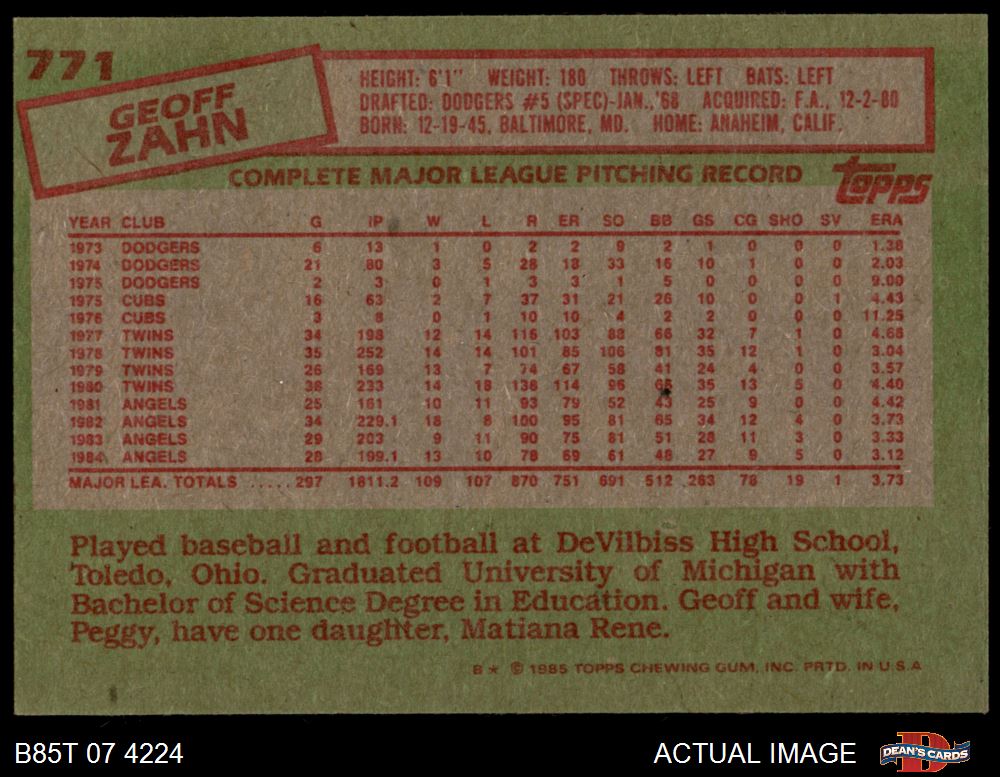 771
GEOFF
ZAHN
HEIGHT: 6'1" WEIGHT: 180 THROWS: LEFT BATS: LEFT
DRAFTED: DODGERS #5 (SPEC)-JAN.,'68 ACQUIRED: F.A., 12-2-80
BORN: 12-19-45, BALTIMORE, MD. HOME: ANAHEIM, CALIF.
COMPLETE MAJOR LEAGUE PITCHING RECORD
topps
YEAR CLUB G IP W L R ER SO BB GS CG SHO SV ERA
1973 DODGERS 6 13 1 0 2 2 9 2 1 0 0 0 1.38
1974 DODGERS 21 80 3 5 28 18 33 16 10 1 0 0 2.03
1975 DODGERS 2 3 0 1 3 3 1 5 0 0 0 0 9.00
1975 CUBS 16 63 2 7 37 31 21 26 10 0 0 1 4.43
1976 CUBS 3 8 0 1 10 10 4 2 2 0 0 0 11.25
1977 TWINS 34 198 12 14 116 103 88 66 32 7 1 0 4.68
1978 TWINS 35 252 14 14 101 85 106 81 35 12 1 0 3.04
1979 TWINS 26 169 13 7 74 67 58 41 24 4 0 0 3.57
1980 TWINS 38 233 14 18 138 114 96 66 35 13 5 0 4.40
1981 ANGELS 25 161 10 11 93 79 52 43 25 9 0 0 4.42
1982 ANGELS 34 229.1 18 8 100 95 81 65 34 12 4 0 3.73
1983 ANGELS 29 203 9 11 90 75 81 51 28 11 3 0 3.33
1984 ANGELS 28 199.1 13 10 78 69 61 48 27 9 5 0 3.12
MAJOR LEA. TOTALS ..... 297 1811.2 109 107 870 751 691 512 263 78 19 1 3.73
Played baseball and football at DeVilbiss High School,
Toledo, Ohio. Graduated University of Michigan with
Bachelor of Science Degree in Education. Geoff and wife,
Peggy, have one daughter, Matiana Rene.
B * © 1985 TOPPS CHEWING GUM, INC. PRTD. IN U.S.A
B85T 07 4224
ACTUAL IMAGE
D
DEAN'S CARDS